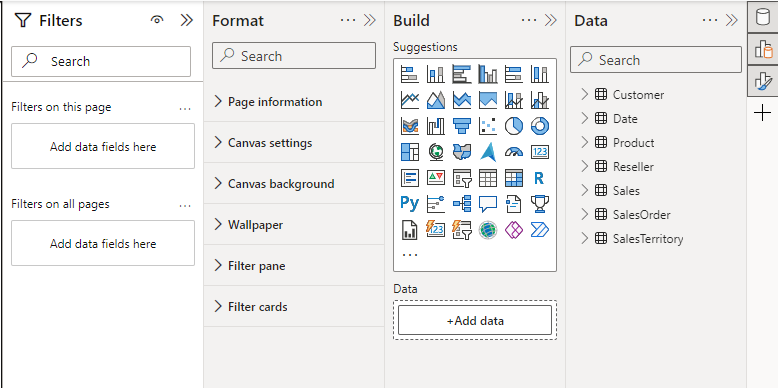 Filters
Search
Filters on this page
...
Add data fields here
Filters on all pages
...
Add data fields here
Format
...
Search
Page information
Canvas settings
Canvas background
Wallpaper
Filter pane
Filter cards
Build
...
Suggestions
123
R
Py
123
...
Data
+Add data
Data
...
Search
Customer
Date
Product
Reseller
Sales
SalesOrder
SalesTerritory